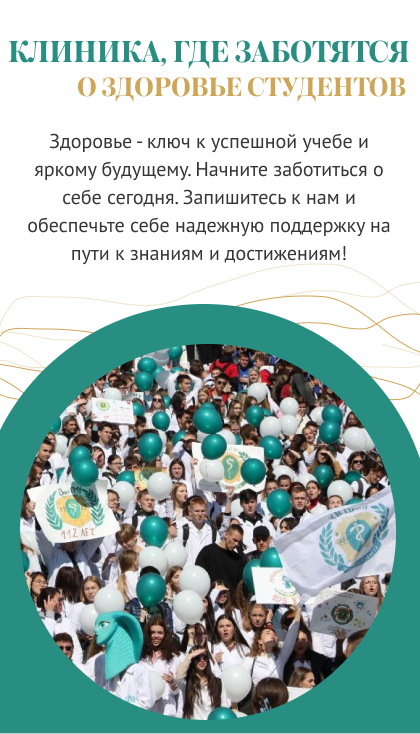 КЛИНИКА, ГДЕ ЗАБОТЯТСЯ
О ЗДОРОВЬЕ СТУДЕНТОВ
Здоровье - ключ к успешной учебе и
яркому будущему. Начните заботиться о
себе сегодня. Запишитесь к нам и
обеспечьте себе надежную поддержку на
пути к знаниям и достижениям!
112 ЛЕТ